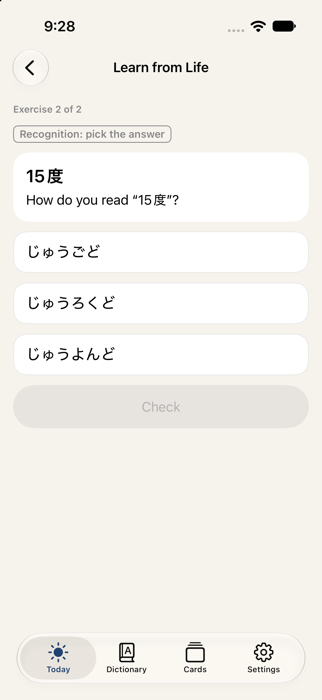 9:28
Learn from Life
Exercise 2 of 2
Recognition: pick the answer
15度
How do you read “15度”?
じゅうごど
じゅうろくど
じゅうよんど
Check
Today
Dictionary
Cards
Settings